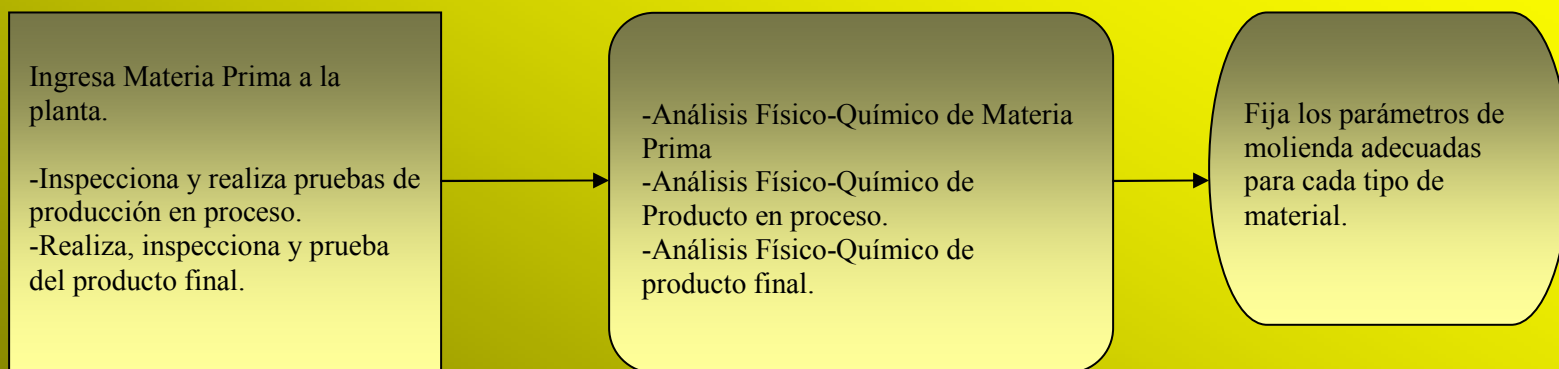 Ingresa Materia Prima a la
planta.
-Inspecciona y realiza pruebas de
producción en proceso.
-Realiza, inspecciona y prueba
del producto final.
-Análisis Físico-Químico de Materia
Prima
-Análisis Físico-Químico de
Producto en proceso.
-Análisis Físico-Químico de
producto final.
Fija los parámetros de
molienda adecuadas
para cada tipo de
material.